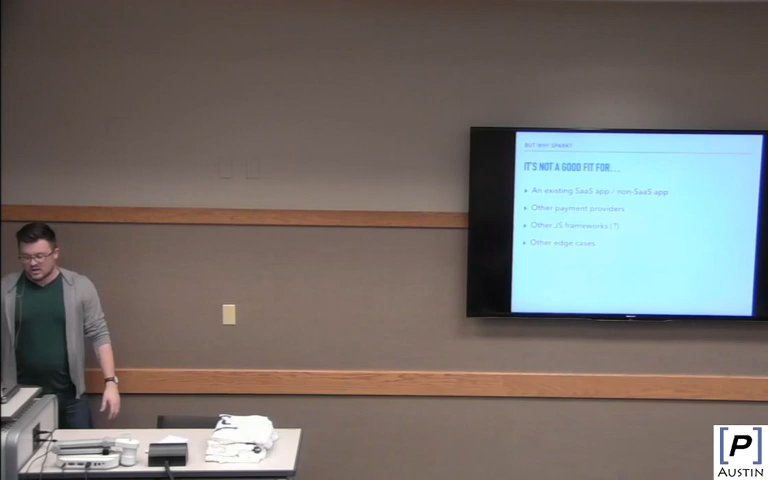 BUT WHY SPARK?
IT'S NOT A GOOD FIT FOR...
An existing SaaS app / non-SaaS app
Other payment providers
Other JS frameworks (?)
Other edge cases
[P]
AUSTIN